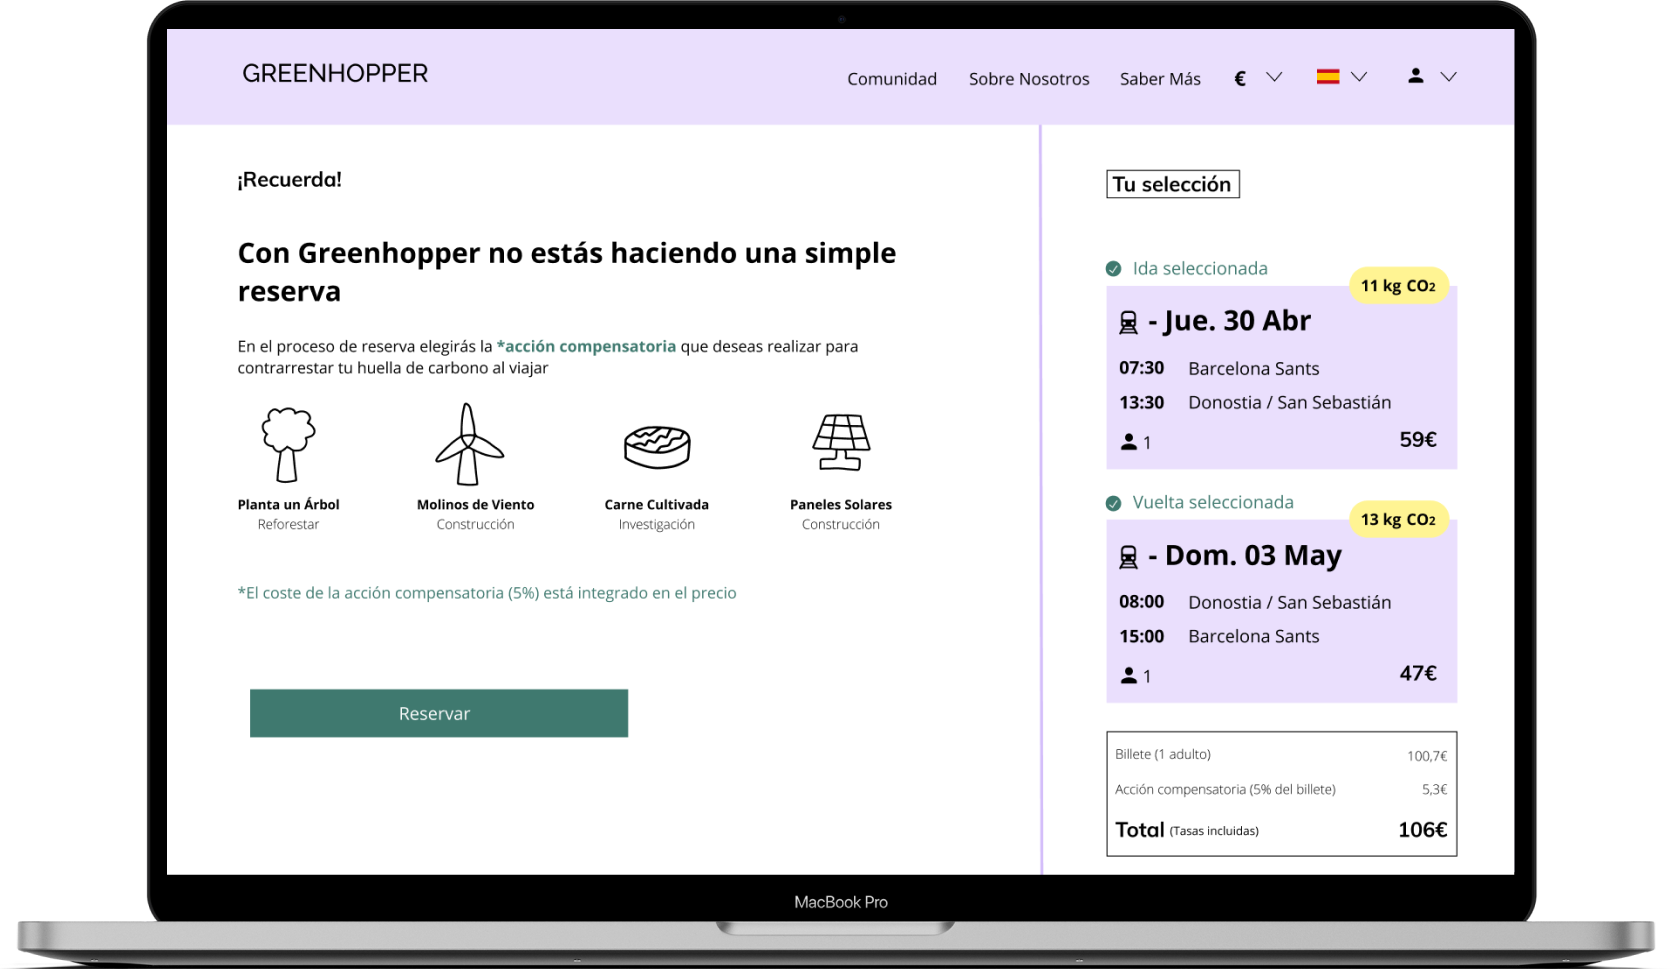 GREENHOPPER
Comunidad Sobre Nosotros Saber Más €
¡Recuerda!
Con Greenhopper no estás haciendo una simple
reserva
En el proceso de reserva elegirás la *acción compensatoria que deseas realizar para
contrarrestar tu huella de carbono al viajar
Planta un Árbol
Reforestar
Molinos de Viento
Construcción
Carne Cultivada
Investigación
Paneles Solares
Construcción
*El coste de la acción compensatoria (5%) está integrado en el precio
Reservar
Tu selección
Ida seleccionada
11 kg CO2
- Jue. 30 Abr
07:30 Barcelona Sants
13:30 Donostia / San Sebastián
1 59€
Vuelta seleccionada
13 kg CO2
- Dom. 03 May
08:00 Donostia / San Sebastián
15:00 Barcelona Sants
1 47€
Billete (1 adulto) 100,7€
Acción compensatoria (5% del billete) 5,3€
Total (Tasas incluidas) 106€
MacBook Pro